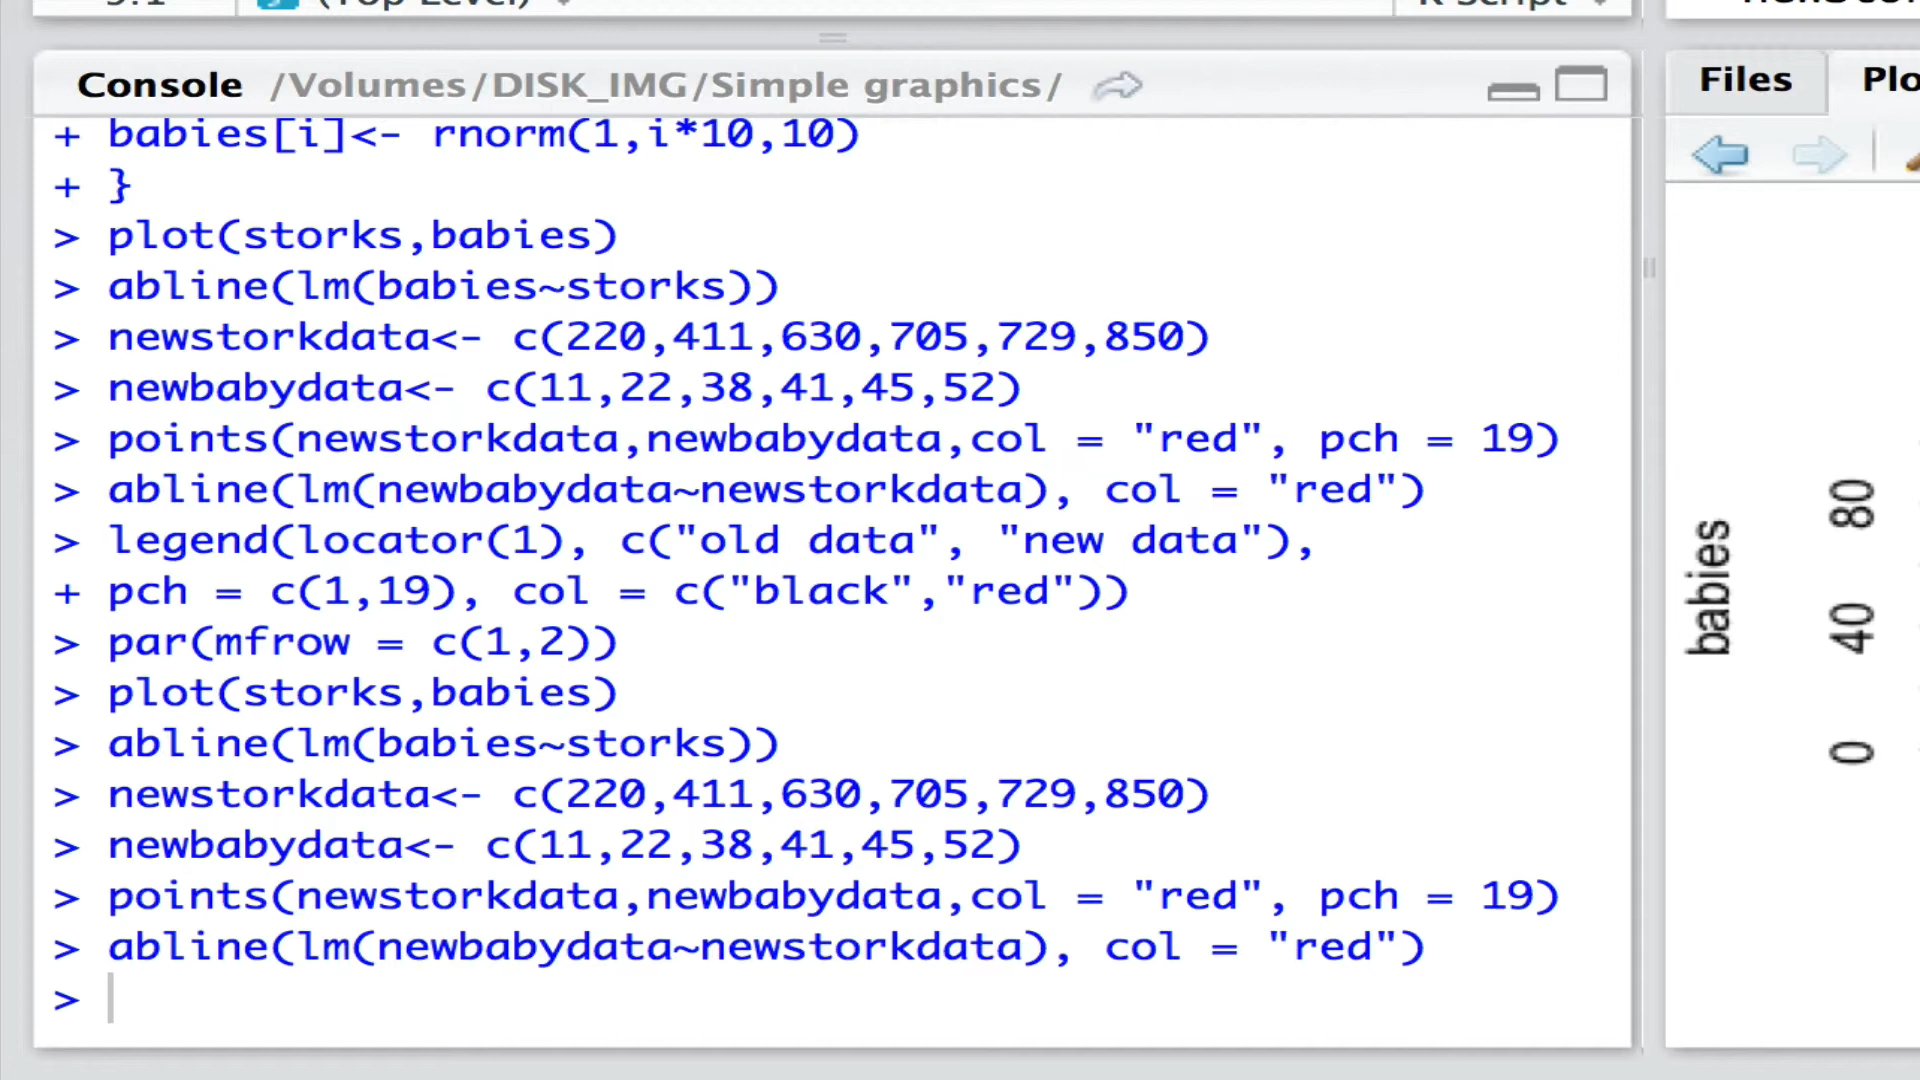 (Top Level)
R Script
Console /Volumes/DISK_IMG/Simple graphics/
+ babies[i]<- rnorm(1,i*10,10)
+ }
> plot(storks,babies)
> abline(lm(babies~storks))
> newstorkdata<- c(220,411,630,705,729,850)
> newbabydata<- c(11,22,38,41,45,52)
> points(newstorkdata,newbabydata,col = "red", pch = 19)
> abline(lm(newbabydata~newstorkdata), col = "red")
> legend(locator(1), c("old data", "new data"),
+ pch = c(1,19), col = c("black","red"))
> par(mfrow = c(1,2))
> plot(storks,babies)
> abline(lm(babies~storks))
> newstorkdata<- c(220,411,630,705,729,850)
> newbabydata<- c(11,22,38,41,45,52)
> points(newstorkdata,newbabydata,col = "red", pch = 19)
> abline(lm(newbabydata~newstorkdata), col = "red")
>
Files Plo
babies
80
40
0